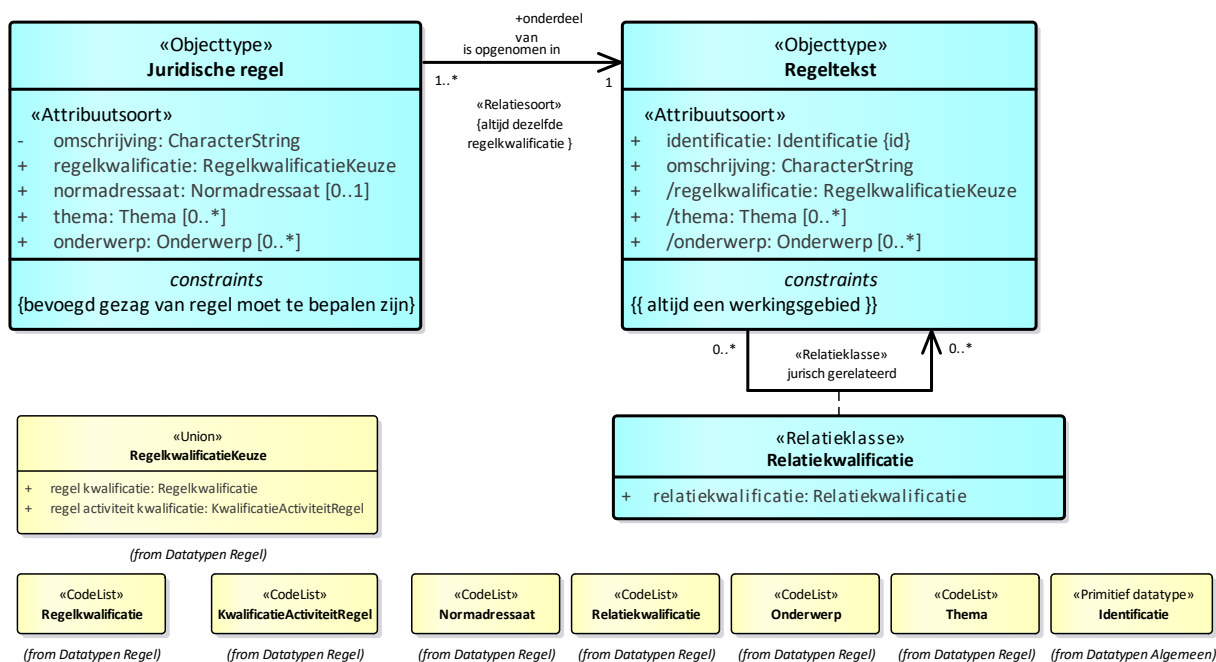 «Objecttype»
Juridische regel
«Attribuutsoort»
- omschrijving: CharacterString
+ regelkwalificatie: RegelkwalificatieKeuze
+ normadressaat: Normadressaat [0..1]
+ thema: Thema [0..*]
+ onderwerp: Onderwerp [0..*]
constraints
{bevoegd gezag van regel moet te bepalen zijn}
+onderdeel
van
is opgenomen in
1..*
1
«Relatiesoort»
{altijd dezelfde
regelkwalificatie }
«Objecttype»
Regeltekst
«Attribuutsoort»
+ identificatie: Identificatie {id}
+ omschrijving: CharacterString
+ /regelkwalificatie: RegelkwalificatieKeuze
+ /thema: Thema [0..*]
+ /onderwerp: Onderwerp [0..*]
constraints
{{ altijd een werkingsgebied }}
0..*
«Relatieklasse»
jurisch gerelateerd
0..*
«Relatieklasse»
Relatiekwalificatie
+ relatiekwalificatie: Relatiekwalificatie
«Union»
RegelkwalificatieKeuze
+ regel kwalificatie: Regelkwalificatie
+ regel activiteit kwalificatie: KwalificatieActiviteitRegel
(from Datatypen Regel)
«CodeList»
Regelkwalificatie
(from Datatypen Regel)
«CodeList»
KwalificatieActiviteitRegel
(from Datatypen Regel)
«CodeList»
Normadressaat
(from Datatypen Regel)
«CodeList»
Relatiekwalificatie
(from Datatypen Regel)
«CodeList»
Onderwerp
(from Datatypen Regel)
«CodeList»
Thema
(from Datatypen Regel)
«Primitief datatype»
Identificatie
(from Datatypen Algemeen)